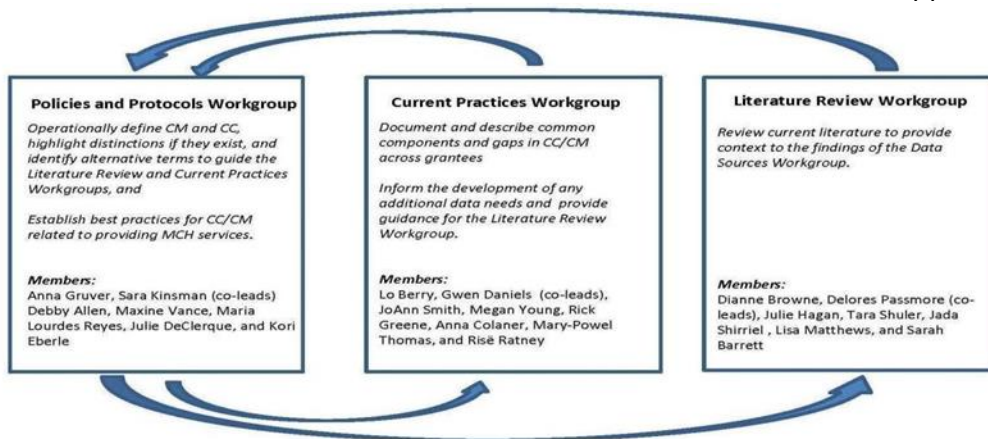 Policies and Protocols Workgroup
Operationally define CM and CC,
highlight distinctions if they exist, and
identify alternative terms to guide the
Literature Review and Current Practices
Workgroups, and
Establish best practices for CC/CM
related to providing MCH services.
Members:
Anna Gruver, Sara Kinsman (co-leads)
Debby Allen, Maxine Vance, Maria
Lourdes Reyes, Julie DeClerque, and Kori
Eberle
Current Practices Workgroup
Document and describe common
components and gaps in CC/CM
across grantees
Inform the development of any
additional data needs and provide
guidance for the Literature Review
Workgroup.
Members:
Lo Berry, Gwen Daniels (co-leads),
JoAnn Smith, Megan Young, Rick
Greene, Anna Colaner, Mary-Powel
Thomas, and Risë Ratney
Literature Review Workgroup
Review current literature to provide
context to the findings of the Data
Sources Workgroup.
Members:
Dianne Browne, Delores Passmore (co-
leads), Julie Hagan, Tara Shuler, Jada
Shirriel , Lisa Matthews, and Sarah
Barrett